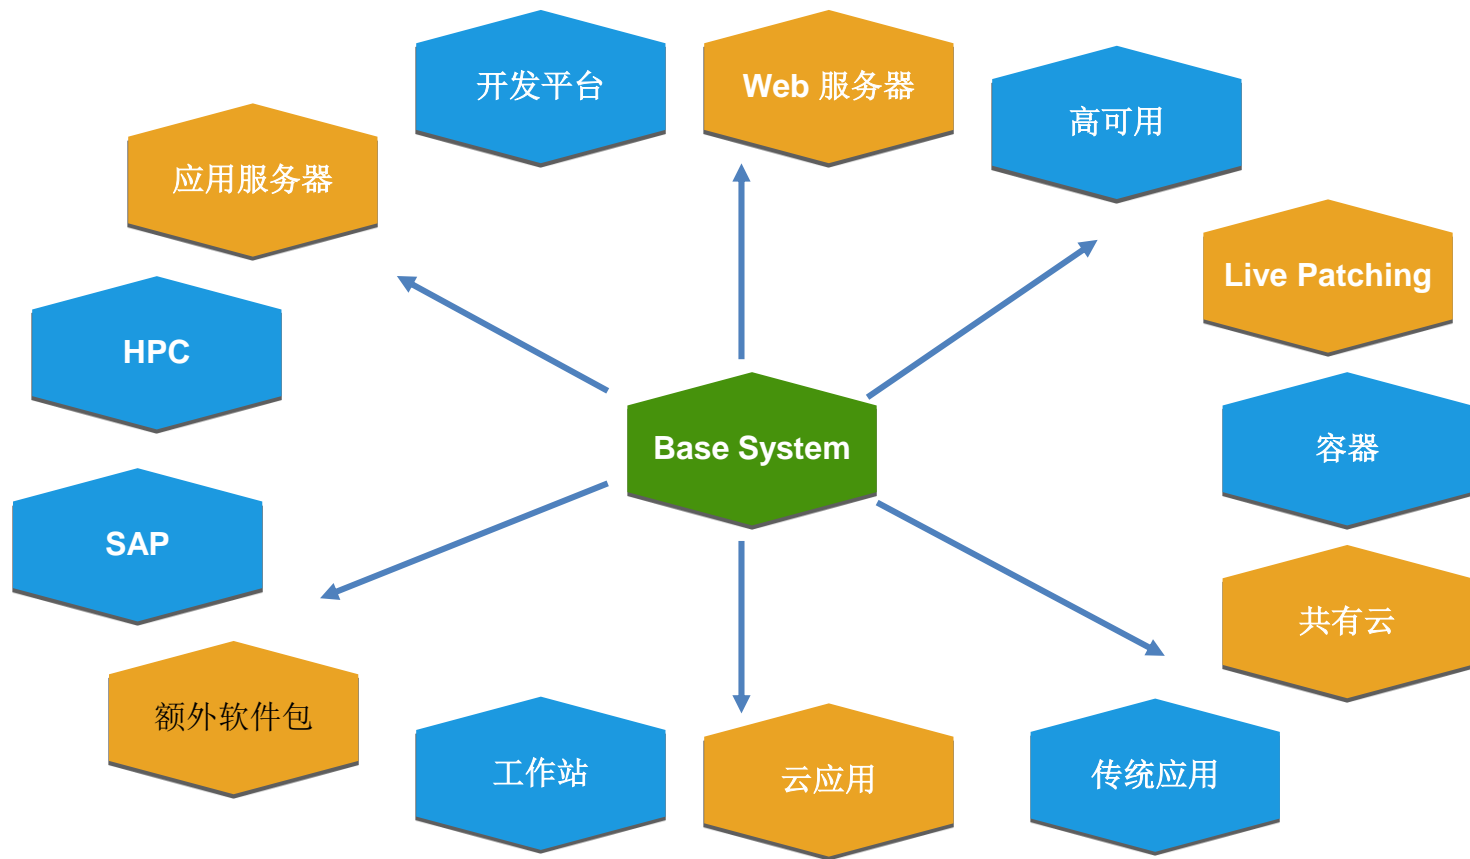 开发平台
Web 服务器
高可用
应用服务器
Live Patching
HPC
Base System
容器
SAP
共有云
额外软件包
工作站
云应用
传统应用